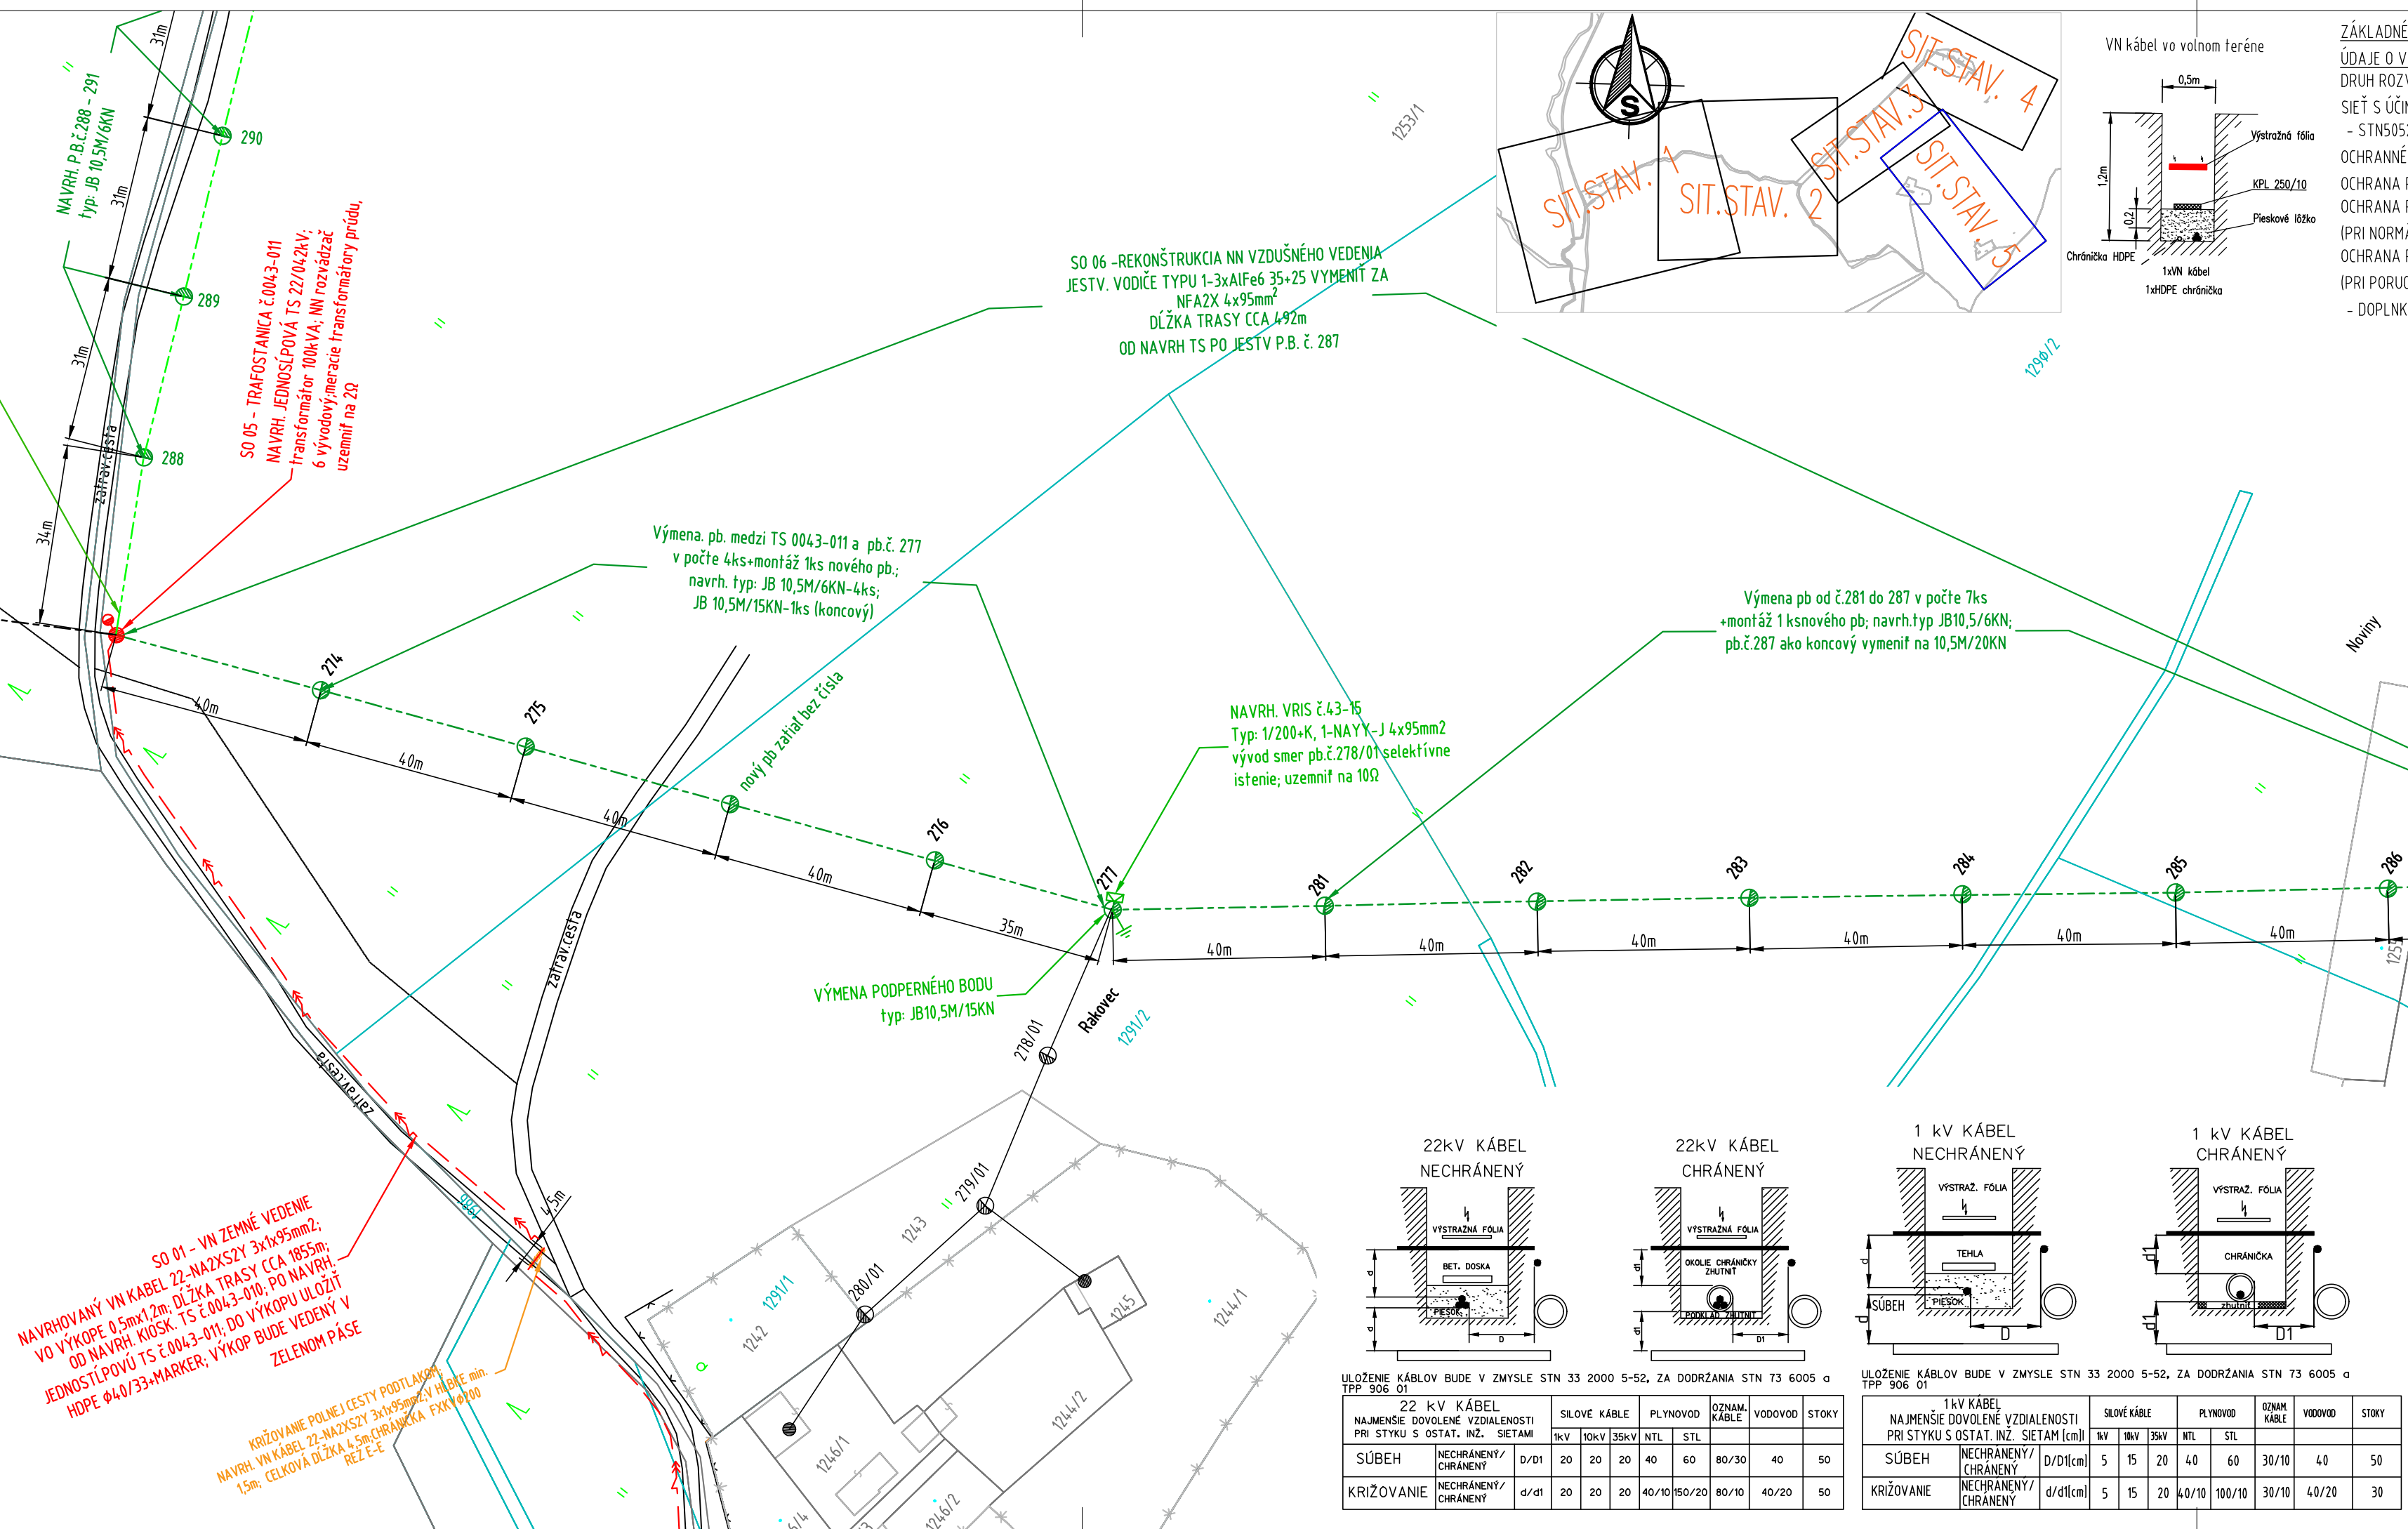 31m
NAVRH. P.B.č.288 - 291
typ: JB 10,5M/6KN
290
31m
289
31m
288
34m
zatrav.cesta
SO 05 - TRAFOSTANICA č.0043-011
NAVRH. JEDNOSĹPOVÁ TS 22/042kV;
transformátor 100kVA; NN rozvádzač
6 vývodový;meracie transformátory prúdu,
uzemniť na 2Ω
SO 06 -REKONŠTRUKCIA NN VZDUŠNÉHO VEDENIA
JESTV. VODIČE TYPU 1-3xAlFe6 35+25 VYMENIŤ ZA
NFA2X 4x95mm²
DĹŽKA TRASY CCA 492m
OD NAVRH TS PO JESTV P.B. č. 287
1253/1
S
SIT.STAV. 1
SIT.STAV. 2
SIT.STAV.3
SIT.STAV. 4
SIT.STAV. 5
VN kábel vo volnom teréne
0,5m
1,2m
0,2
Výstražná fólia
KPL 250/10
Pieskové lôžko
Chránička HDPE
1xVN kábel
1xHDPE chránička
ZÁKLADNÉ
ÚDAJE O V
DRUH ROZV
SIEŤ S ÚČI
- STN505
OCHRANNÉ
OCHRANA
OCHRANA
(PRI NORMÁ
OCHRANA
(PRI PORUC
- DOPLNK
1290/2
Výmena. pb. medzi TS 0043-011 a pb.č. 277
v počte 4ks+montáž 1ks nového pb.;
navrh. typ: JB 10,5M/6KN-4ks;
JB 10,5M/15KN-1ks (koncový)
Výmena pb od č.281 do 287 v počte 7ks
+montáž 1 ksnového pb; navrh.typ JB10,5/6KN;
pb.č.287 ako koncový vymeniť na 10,5M/20KN
Noviny
274
275
nový pb zatiaľ bez čísla
276
277
281
282
283
284
285
286
40m
40m
40m
40m
35m
40m
40m
40m
40m
40m
40m
NAVRH. VRIS č.43-15
Typ: 1/200+K, 1-NAYY-J 4x95mm2
vývod smer pb.č.278/01 selektívne
istenie; uzemniť na 10Ω
VÝMENA PODPERNÉHO BODU
typ: JB10,5M/15KN
zatrav.cesta
Rakovec
1291/2
278/01
279/01
280/01
zatrav.cesta
1986
4,5m
1243
1291/1
1242
1245
1244/1
1244/2
1246/1
1246/2
SO 01 - VN ZEMNÉ VEDENIE
NAVRHOVANÝ VN KABEL 22-NA2XS2Y 3x1x95mm2;
VO VÝKOPE 0,5mx1,2m; DĹŽKA TRASY CCA 1855m;
OD NAVRH. KIOSK. TS č.0043-010; PO NAVRH.
JEDNOSTĹPOVÚ TS č.0043-011; DO VÝKOPU ULOŽIŤ
HDPE φ40/33+MARKER; VÝKOP BUDE VEDENÝ V
ZELENOM PÁSE
KRIŽOVANIE POLNEJ CESTY PODTLAKOM;
NAVRH. VN KÁBEL 22-NA2XS2Y 3x1x95mm2;V HĹBKE min.
1,5m; CELKOVÁ DĹŽKA 4,5m;CHRÁNIČKA FXKVφ200
REZ E-E
22kV KÁBEL
NECHRÁNENÝ
VÝSTRAŽNÁ FÓLIA
BET. DOSKA
PIESOK
d
d
D
22kV KÁBEL
CHRÁNENÝ
VÝSTRAŽNÁ FÓLIA
OKOLIE CHRÁNIČKY
ZHUTNIŤ
PODKLAD ZHUTNIŤ
d1
d1
D1
1 kV KÁBEL
NECHRÁNENÝ
VÝSTRAŽ. FÓLIA
TEHLA
SÚBEH
PIESOK
d
d
D
1 kV KÁBEL
CHRÁNENÝ
VÝSTRAŽ. FÓLIA
CHRÁNIČKA
zhutniť
d1
d1
D1
ULOŽENIE KÁBLOV BUDE V ZMYSLE STN 33 2000 5-52, ZA DODRŽANIA STN 73 6005 a
TPP 906 01
22 kV KÁBEL
NAJMENŠIE DOVOLENÉ VZDIALENOSTI
PRI STYKU S OSTAT. INŽ. SIETAMI
SILOVÉ KÁBLE PLYNOVOD OZNAM. KÁBLE VODOVOD STOKY
1kV 10kV 35kV NTL STL
SÚBEH NECHRÁNENÝ/ CHRÁNENÝ D/D1 20 20 20 40 60 80/30 40 50
KRIŽOVANIE NECHRÁNENÝ/ CHRÁNENÝ d/d1 20 20 20 40/10 150/20 80/10 40/20 50
ULOŽENIE KÁBLOV BUDE V ZMYSLE STN 33 2000 5-52, ZA DODRŽANIA STN 73 6005 a
TPP 906 01
1 kV KÁBEL
NAJMENŠIE DOVOLENÉ VZDIALENOSTI
PRI STYKU S OSTAT. INŽ. SIETAM [cm]
SILOVÉ KÁBLE PLYNOVOD OZNAM. KÁBLE VODOVOD STOKY
1kV 10kV 35kV NTL STL
SÚBEH NECHRÁNENÝ/ CHRÁNENÝ D/D1[cm] 5 15 20 40 60 30/10 40 50
KRIŽOVANIE NECHRÁNENÝ/ CHRÁNENÝ d/d1[cm] 5 15 20 40/10 100/10 30/10 40/20 30